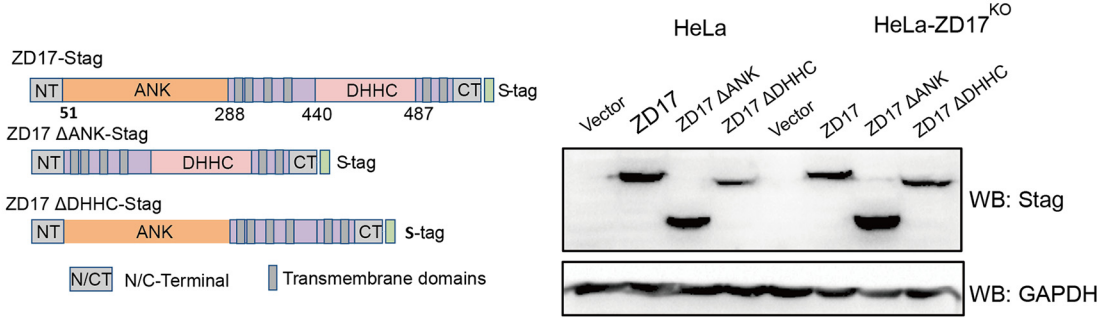 ZD17-Stag
NT ANK DHHC CT S-tag
51 288 440 487
ZD17 ΔANK-Stag
NT DHHC CT S-tag
ZD17 ΔDHHC-Stag
NT ANK CT S-tag
N/CT N/C-Terminal Transmembrane domains
HeLa HeLa-ZD17KO
Vector ZD17 ZD17 ΔANK ZD17 ΔDHHC Vector ZD17 ZD17 ΔANK ZD17 ΔDHHC
WB: Stag
WB: GAPDH